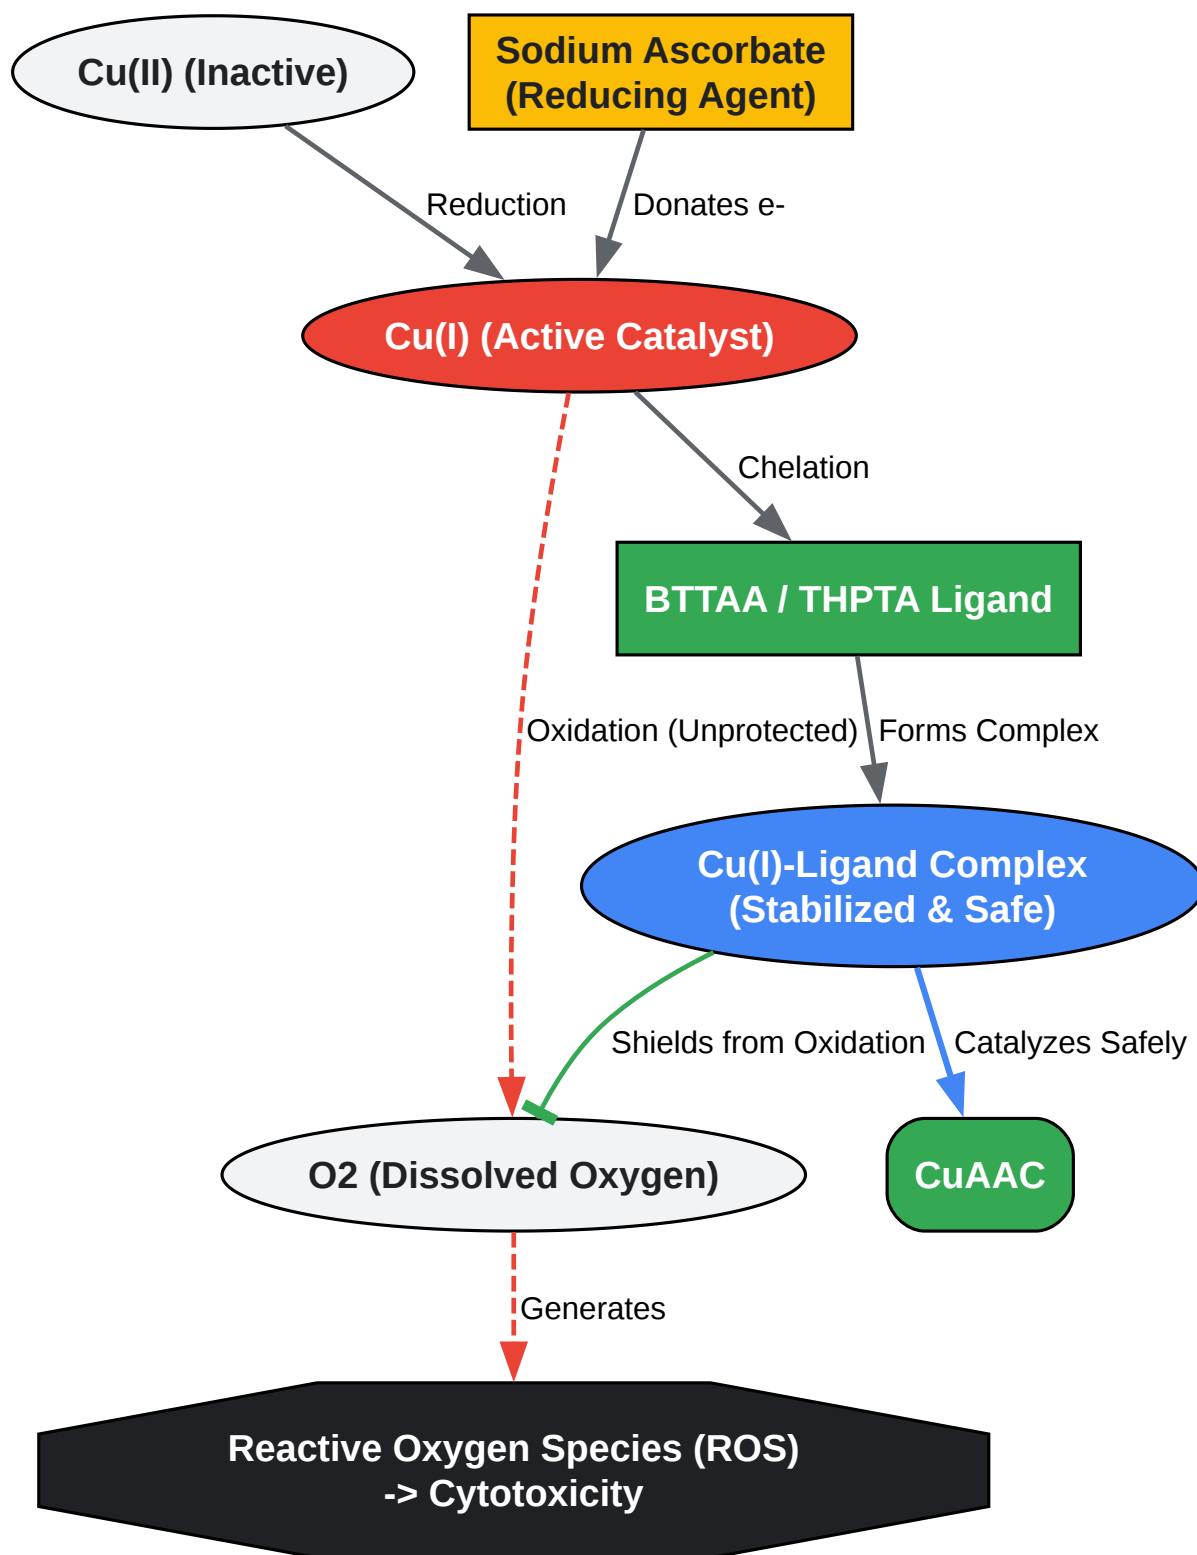 Cu(II) (Inactive)
Sodium Ascorbate
(Reducing Agent)
Reduction
Donates e-
Cu(I) (Active Catalyst)
Chelation
BTTAA / THPTA Ligand
Oxidation (Unprotected)
Forms Complex
Cu(I)-Ligand Complex
(Stabilized & Safe)
Shields from Oxidation
Catalyzes Safely
O2 (Dissolved Oxygen)
CuAAC
Generates
Reactive Oxygen Species (ROS)
-> Cytotoxicity